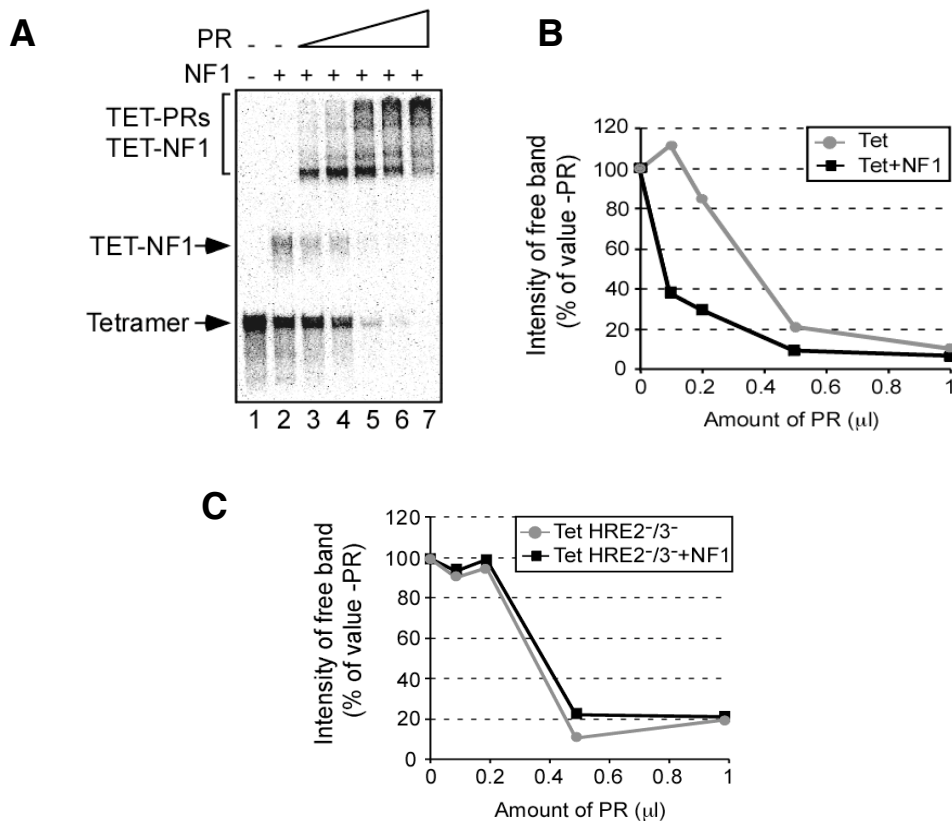 A
PR - -
NF1 - + + + + + +
TET-PRs
TET-NF1
TET-NF1
Tetramer
1 2 3 4 5 6 7
B
Intensity of free band
(% of value -PR)
120
100
80
60
40
20
0
Tet
Tet+NF1
0 0.2 0.4 0.6 0.8 1
Amount of PR (μl)
C
Intensity of free band
(% of value -PR)
120
100
80
60
40
20
0
Tet HRE2⁻/3⁻
Tet HRE2⁻/3⁻+NF1
0 0.2 0.4 0.6 0.8 1
Amount of PR (μl)